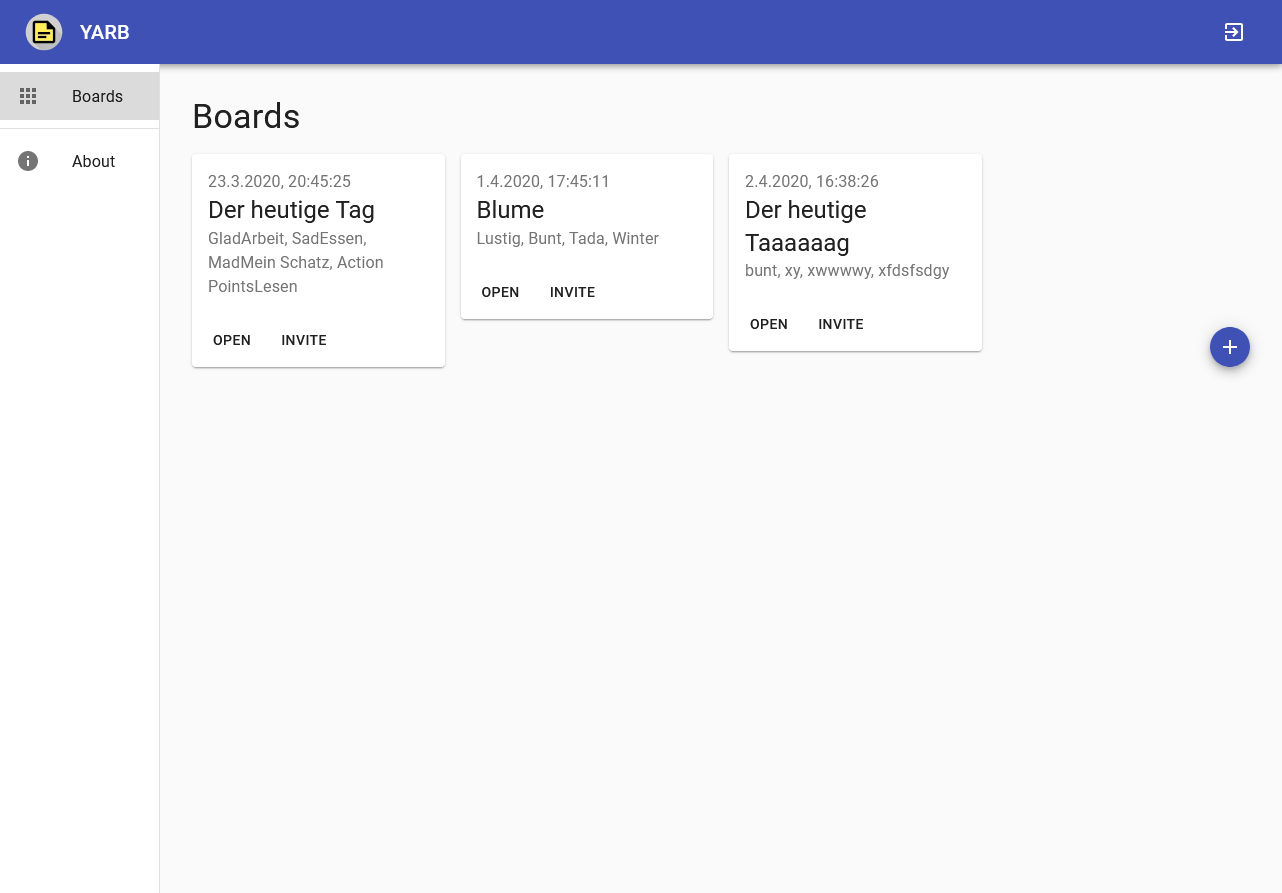 YARB
Boards
About
Boards
23.3.2020, 20:45:25
Der heutige Tag
GladArbeit, SadEssen,
MadMein Schatz, Action
PointsLesen
OPEN INVITE
1.4.2020, 17:45:11
Blume
Lustig, Bunt, Tada, Winter
OPEN INVITE
2.4.2020, 16:38:26
Der heutige
Taaaaaag
bunt, xy, xwwwwy, xfdsfsdgy
OPEN INVITE